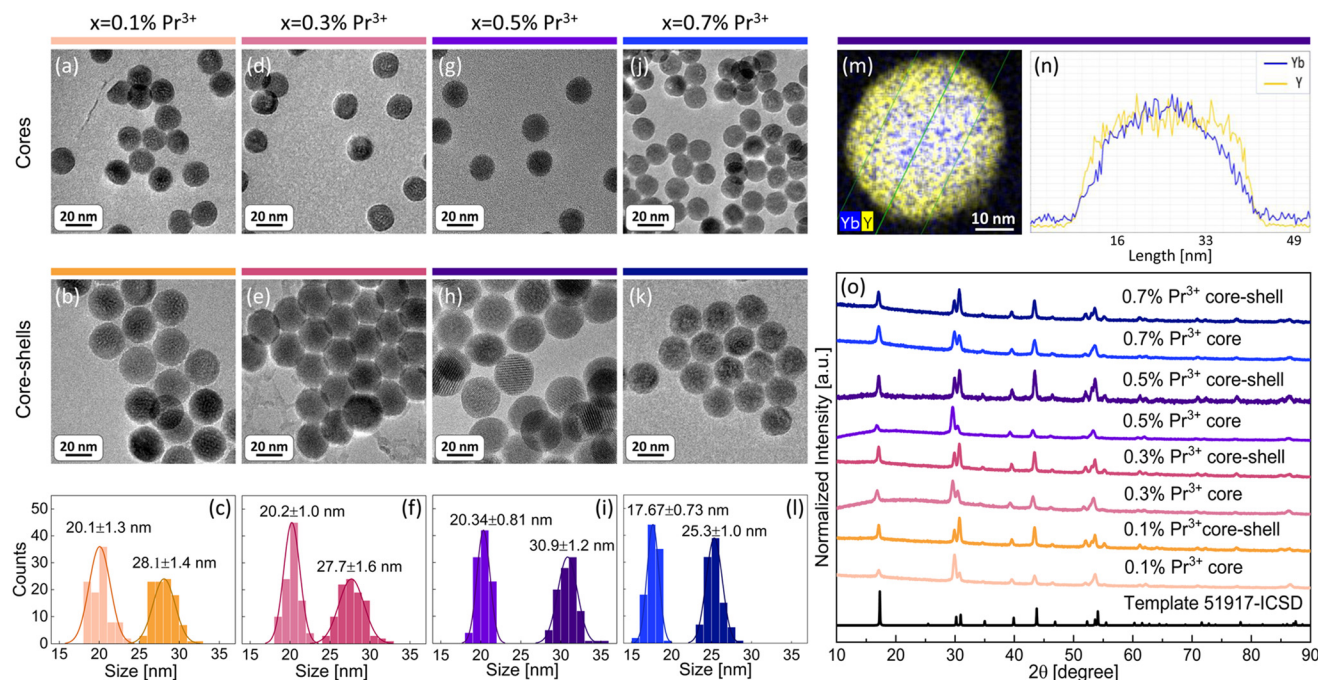 x=0.1% Pr³⁺
x=0.3% Pr³⁺
x=0.5% Pr³⁺
x=0.7% Pr³⁺
Cores
(a)
20 nm
(d)
20 nm
(g)
20 nm
(j)
20 nm
(m)
Yb Y
10 nm
(n)
Yb
Y
16 33 49
Length [nm]
Core-shells
(b)
20 nm
(e)
20 nm
(h)
20 nm
(k)
20 nm
Counts
50
40
30
20
10
0
(c)
20.1±1.3 nm
28.1±1.4 nm
15 20 25 30
Size [nm]
(f)
20.2±1.0 nm
27.7±1.6 nm
15 20 25 30 35
Size [nm]
(i)
20.34±0.81 nm
30.9±1.2 nm
10 15 20 25 30 35
Size [nm]
(l)
17.67±0.73 nm
25.3±1.0 nm
10 15 20 25 30 35
Size [nm]
(o)
Normalized Intensity [a.u.]
0.7% Pr³⁺ core-shell
0.7% Pr³⁺ core
0.5% Pr³⁺ core-shell
0.5% Pr³⁺ core
0.3% Pr³⁺ core-shell
0.3% Pr³⁺ core
0.1% Pr³⁺core-shell
0.1% Pr³⁺ core
Template 51917-ICSD
10 20 30 40 50 60 70 80 90
2θ [degree]